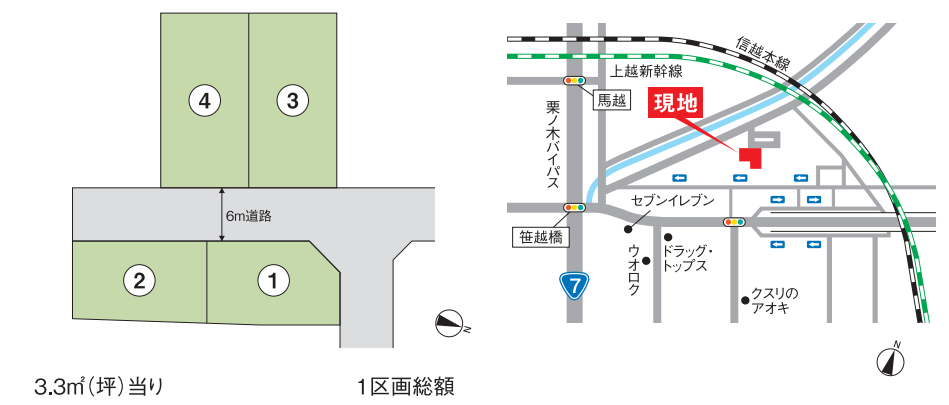 4
3
6m道路
2
1
N
3.3㎡(坪)当り
1区画総額
信越本線
上越新幹線
馬越
現地
栗ノ木バイパス
セブンイレブン
笹越橋
ウオロク
ドラッグ・
トップス
7
クスリの
アオキ
N